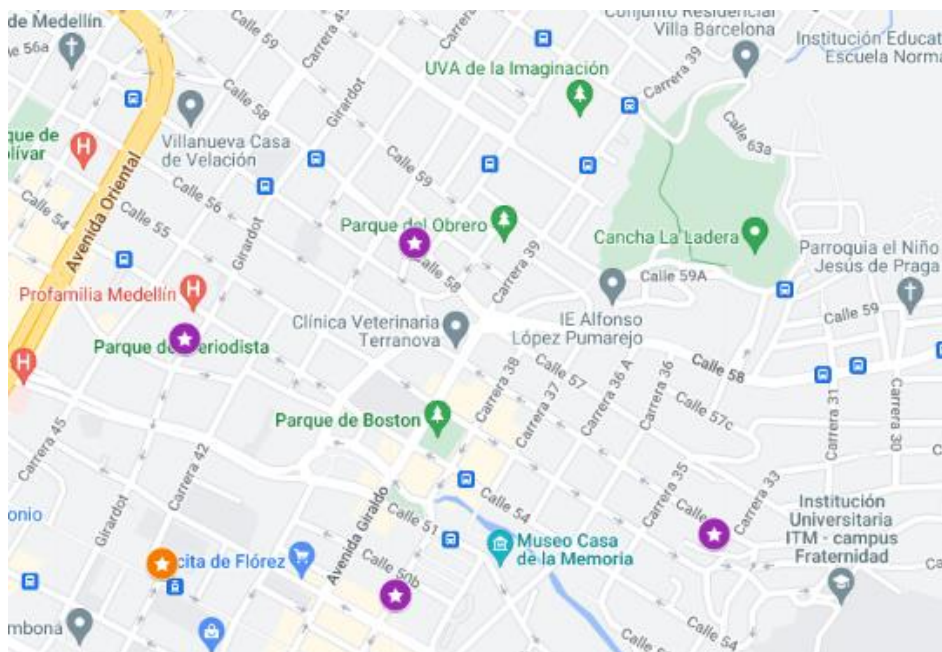 de Medellín
Calle 56a
Calle 59
Carrera 45
Conjunto Residencial
Villa Barcelona
Institución Educat
Escuela Norma
UVA de la Imaginación
Carrera 39
Calle 58
Girardot
Calle 63a
Villanueva Casa
de Velación
que de
olívar
Avenida Oriental
Calle 54
Calle 55
Calle 56
Calle 59
Girardot
Parque del Obrero
Calle 58
Carrera 39
Cancha La Ladera
Parroquia el Niño
Jesús de Praga
Calle 59A
Profamilia Medellín
Clínica Veterinaria
Terranova
IE Alfonso
López Pumarejo
Calle 59
Parque del Periodista
Calle 58
Calle 57
Calle 57c
Carrera 38
Carrera 37
Carrera 36 A
Carrera 36
Carrera 31
Carrera 30
Parque de Boston
Carrera 45
Girardot
Carrera 42
Avenida Giraldo
Calle 51
Calle 54
Carrera 35
Carrera 33
Calle
Institución
Universitaria
ITM - campus
Fraternidad
onio
cita de Flórez
Museo Casa
de la Memoria
Calle 50b
mboná
Calle 54